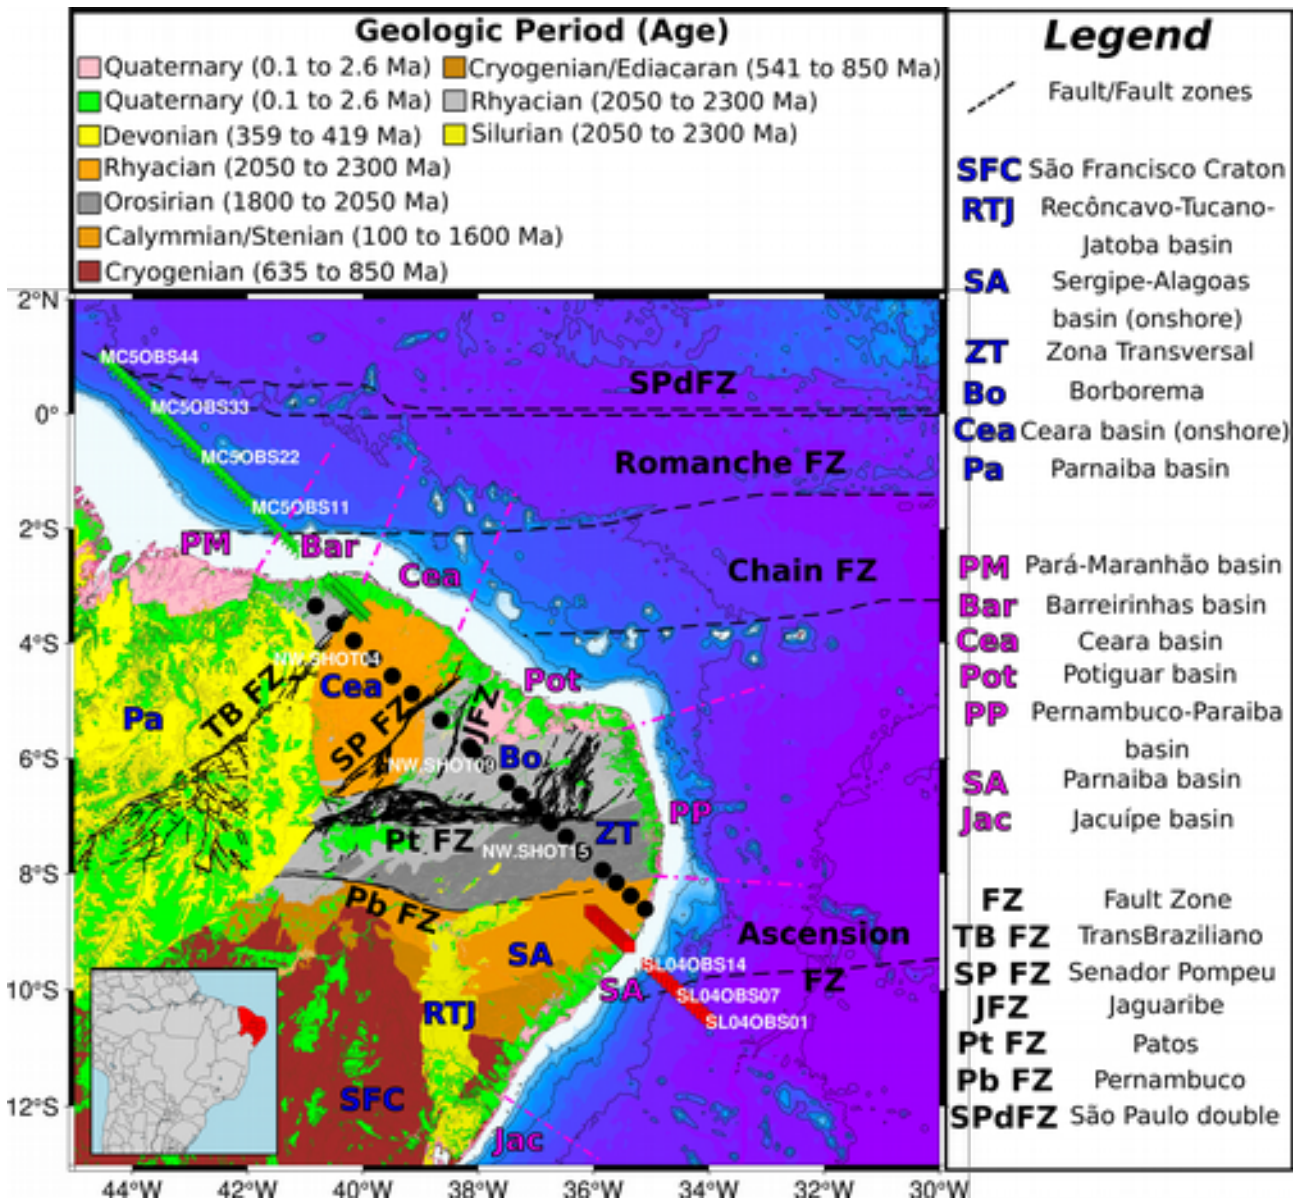 Geologic Period (Age)
Quaternary (0.1 to 2.6 Ma)
Cryogenian/Ediacaran (541 to 850 Ma)
Quaternary (0.1 to 2.6 Ma)
Rhyacian (2050 to 2300 Ma)
Devonian (359 to 419 Ma)
Silurian (2050 to 2300 Ma)
Rhyacian (2050 to 2300 Ma)
Orosirian (1800 to 2050 Ma)
Calymmian/Stenian (100 to 1600 Ma)
Cryogenian (635 to 850 Ma)
Legend
Fault/Fault zones
SFC São Francisco Craton
RTJ Recôncavo-Tucano-
Jatoba basin
SA Sergipe-Alagoas
basin (onshore)
ZT Zona Transversal
Bo Borborema
Cea Ceara basin (onshore)
Pa Parnaiba basin
PM Pará-Maranhão basin
Bar Barreirinhas basin
Cea Ceara basin
Pot Potiguar basin
PP Pernambuco-Paraiba
basin
SA Parnaiba basin
Jac Jacuípe basin
FZ Fault Zone
TB FZ TransBraziliano
SP FZ Senador Pompeu
JFZ Jaguaribe
Pt FZ Patos
Pb FZ Pernambuco
SPdFZ São Paulo double
2°N
0°
2°S
4°S
6°S
8°S
10°S
12°S
MC5OBS44
SPdFZ
MC5OBS33
MC5OBS22
Romanche FZ
MC5OBS11
PM
Bar
Cea
Chain FZ
NW.SHOT04
Cea
Pot
TB FZ
Pa
SP FZ
JFZ
Bo
NW.SHOT09
PP
Pt FZ
ZT
NW.SHOT15
Pb FZ
Ascension
FZ
SA
SL04OBS14
SA
SL04OBS07
RTJ
SL04OBS01
SFC
Jac
44°W
42°W
40°W
38°W
36°W
34°W
32°W
30°W